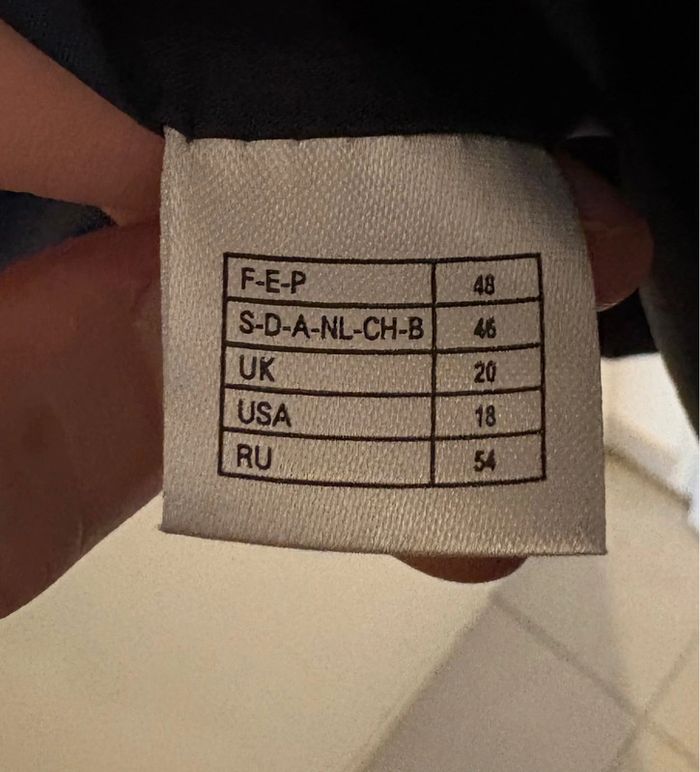 F-E-P 48
S-D-A-NL-CH-B 46
UK 20
USA 18
RU 54